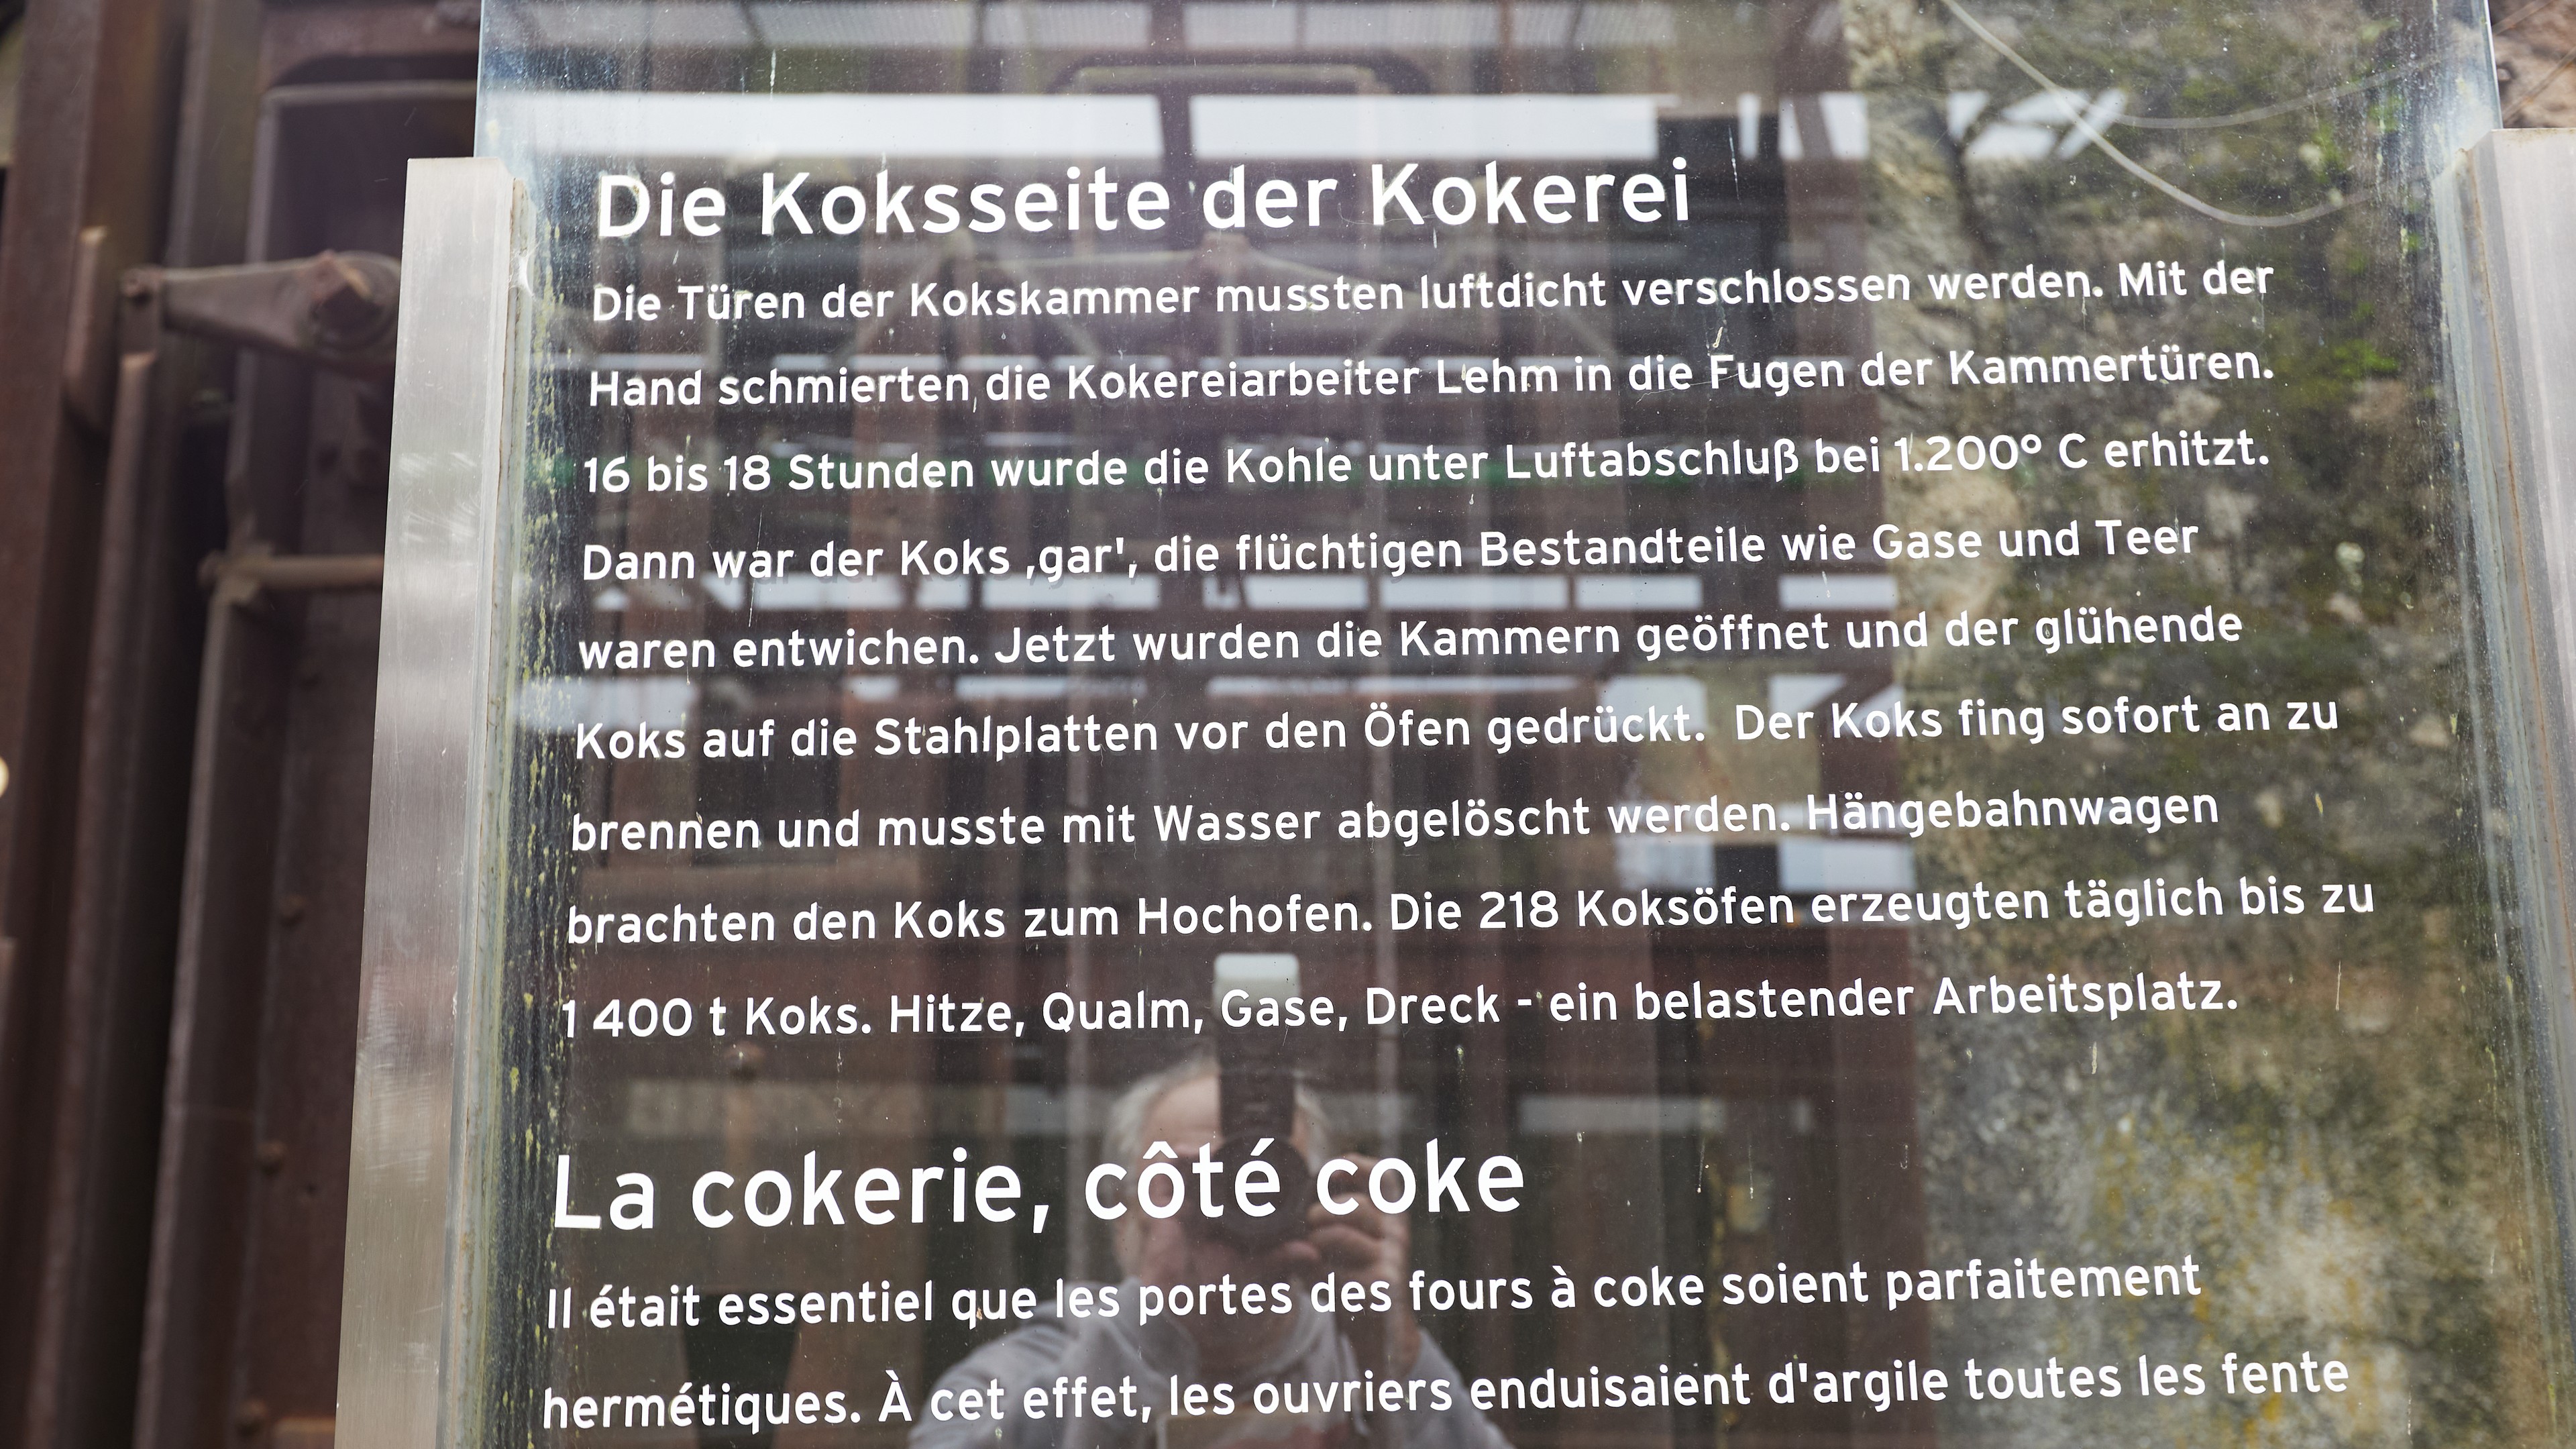 Die Koksseite der Kokerei
Die Türen der Kokskammer mussten luftdicht verschlossen werden. Mit der
Hand schmierten die Kokereiarbeiter Lehm in die Fugen der Kammertüren.
16 bis 18 Stunden wurde die Kohle unter Luftabschluß bei 1.200° C erhitzt.
Dann war der Koks ‚gar', die flüchtigen Bestandteile wie Gase und Teer
waren entwichen. Jetzt wurden die Kammern geöffnet und der glühende
Koks auf die Stahlplatten vor den Öfen gedrückt. Der Koks fing sofort an zu
brennen und musste mit Wasser abgelöscht werden. Hängebahnwagen
brachten den Koks zum Hochofen. Die 218 Koksöfen erzeugten täglich bis zu
1 400 t Koks. Hitze, Qualm, Gase, Dreck - ein belastender Arbeitsplatz.
La cokerie, côté coke
Il était essentiel que les portes des fours à coke soient parfaitement
hermétiques. À cet effet, les ouvriers enduisaient d'argile toutes les fente